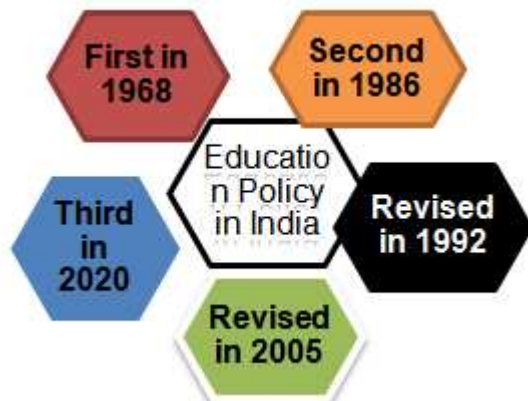 First in
1968
Second
in 1986
Educatio
n Policy
in India
Revised
in 1992
Third
in
2020
Revised
in 2005